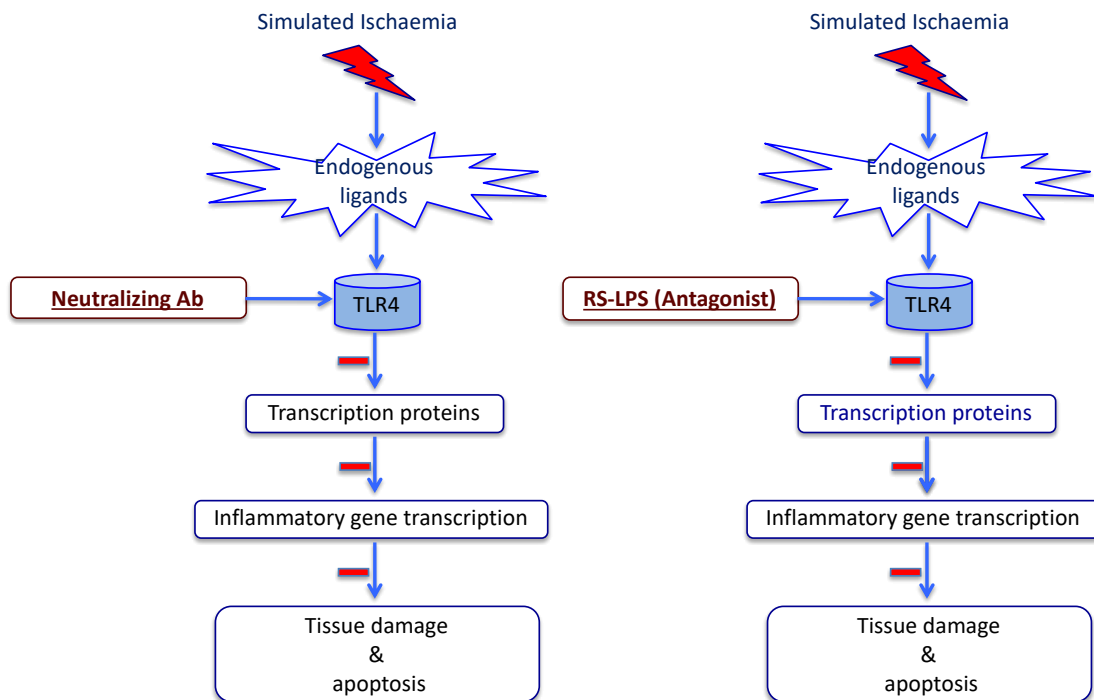 Simulated Ischaemia
Endogenous
ligands
Neutralizing Ab
TLR4
Transcription proteins
Inflammatory gene transcription
Tissue damage
&
apoptosis
Simulated Ischaemia
Endogenous
ligands
RS-LPS (Antagonist)
TLR4
Transcription proteins
Inflammatory gene transcription
Tissue damage
&
apoptosis